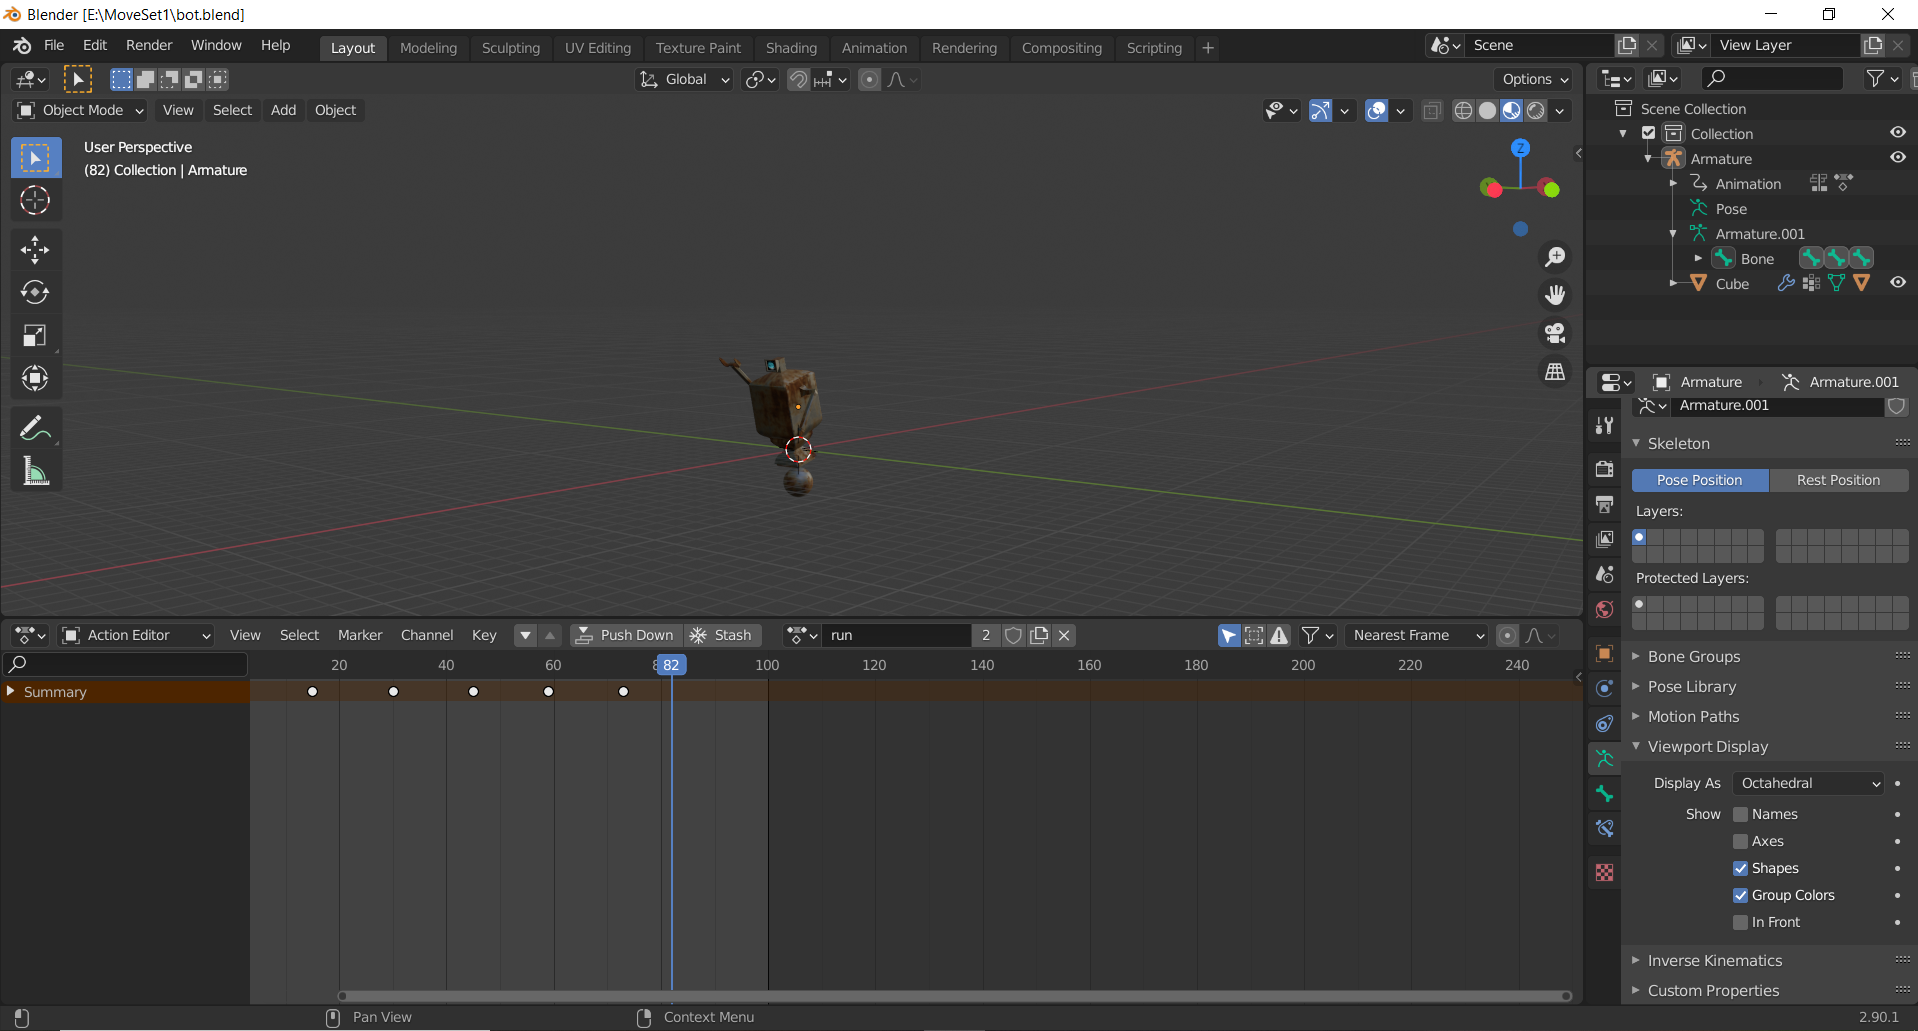 Blender [E:\MoveSet1\bot.blend]
File Edit Render Window Help Layout Modeling Sculpting UV Editing Texture Paint Shading Animation Rendering Compositing Scripting + Scene View Layer
Global Options
Object Mode View Select Add Object
User Perspective
(82) Collection | Armature
Z
Scene Collection
Collection
Armature
Animation
Pose
Armature.001
Bone
Cube
Armature Armature.001
Armature.001
Skeleton
Pose Position Rest Position
Layers:
Protected Layers:
Bone Groups
Pose Library
Motion Paths
Viewport Display
Display As Octahedral
Show Names
Axes
Shapes
Group Colors
In Front
Inverse Kinematics
Custom Properties
Action Editor View Select Marker Channel Key Push Down Stash run 2 Nearest Frame
20 40 60 82 100 120 140 160 180 200 220 240
Summary
Pan View Context Menu 2.90.1